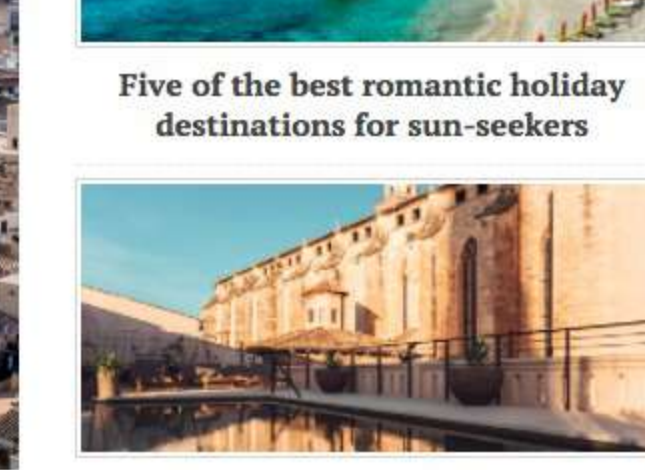 Five of the best romantic holiday
destinations for sun-seekers